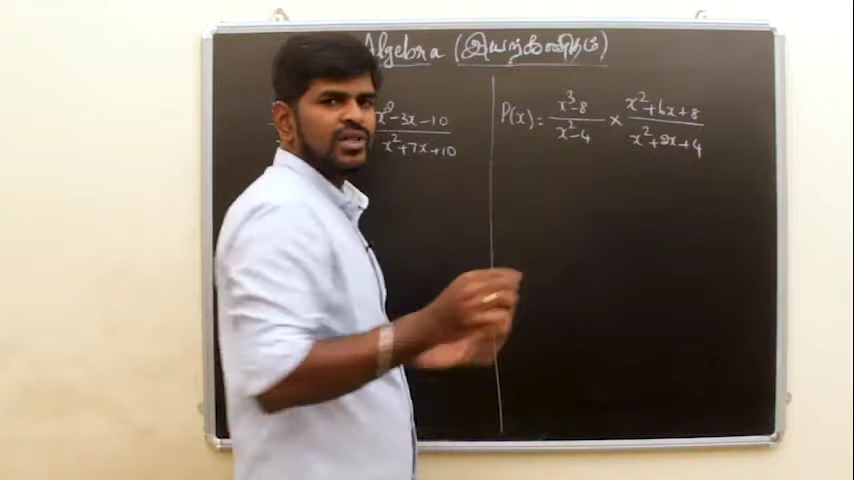 Algebra (இயற்கணிதம்)
x²-3x-10
x²+7x+10
P(x) = x³-8 / x²-4 × x²+6x+8 / x²+2x+4